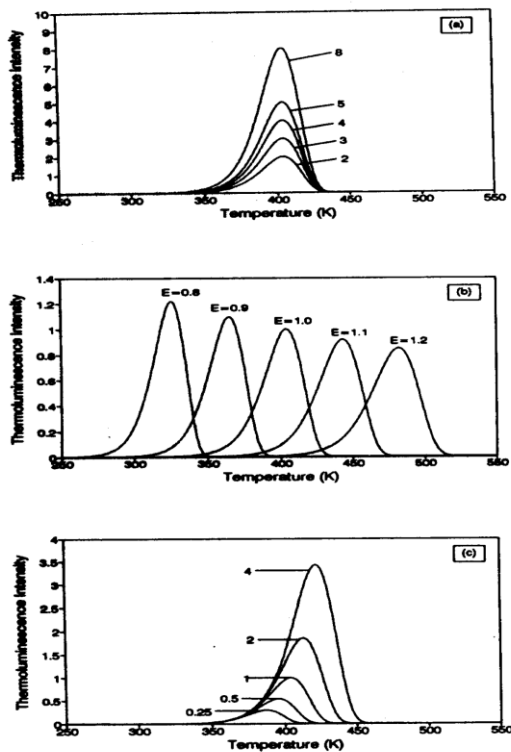 (a)
Thermoluminescence Intensity
10
9
8
7
6
5
4
3
2
1
0
8
5
4
3
2
250 300 350 400 450 500 550
Temperature (K)
(b)
Thermoluminescence Intensity
1.4
1.2
1
0.8
0.6
0.4
0.2
0
E=0.8
E=0.9
E=1.0
E=1.1
E=1.2
250 300 350 400 450 500 550
Temperature (K)
(c)
Thermoluminescence Intensity
4
3.5
3
2.5
2
1.5
1
0.5
0
4
2
1
0.5
0.25
250 300 350 400 450 500 550
Temperature (K)